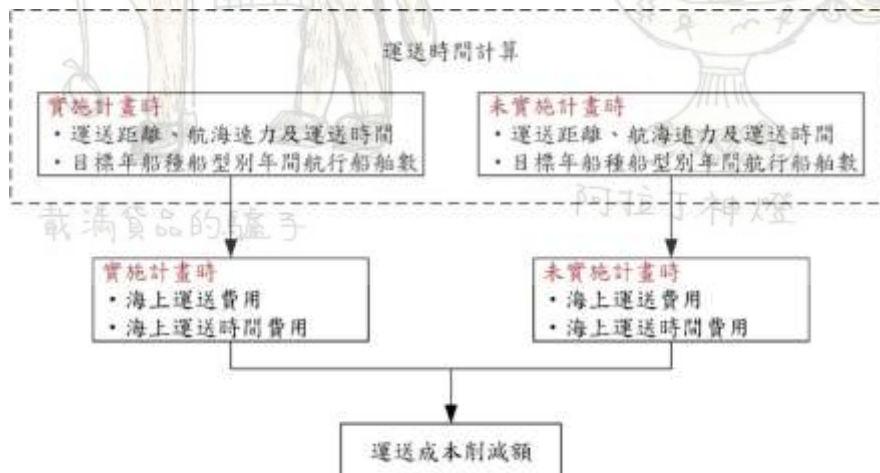 運送時間計算
實施計畫時
・運送距離、航海速力及運送時間
・目標年船種船型別年間航行船舶數
未實施計畫時
・運送距離、航海速力及運送時間
・目標年船種船型別年間航行船舶數
載滿貨品的驢子
阿拉丁神燈
實施計畫時
・海上運送費用
・海上運送時間費用
未實施計畫時
・海上運送費用
・海上運送時間費用
運送成本削減額